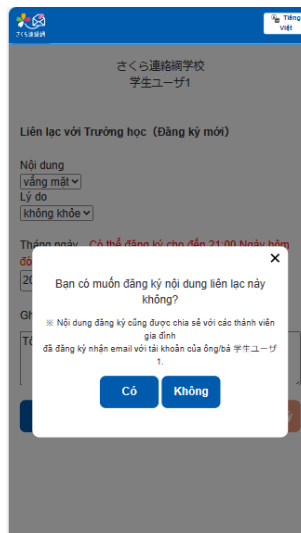 さくら連絡網
Tiếng
Việt
さくら連絡網学校
学生ユーザ1
Liên lạc với Trường học（Đăng ký mới）
Nội dung
vắng mặt
Lý do
không khỏe
Tháng ngày Có thể đăng ký cho đến 21:00 Ngày hôm
đó
20
×
Bạn có muốn đăng ký nội dung liên lạc này
không?
※ Nội dung đăng ký cũng được chia sẻ với các thành viên
gia đình
đã đăng ký nhận email với tài khoản của ông/bà 学生ユーザ
1.
Có
Không